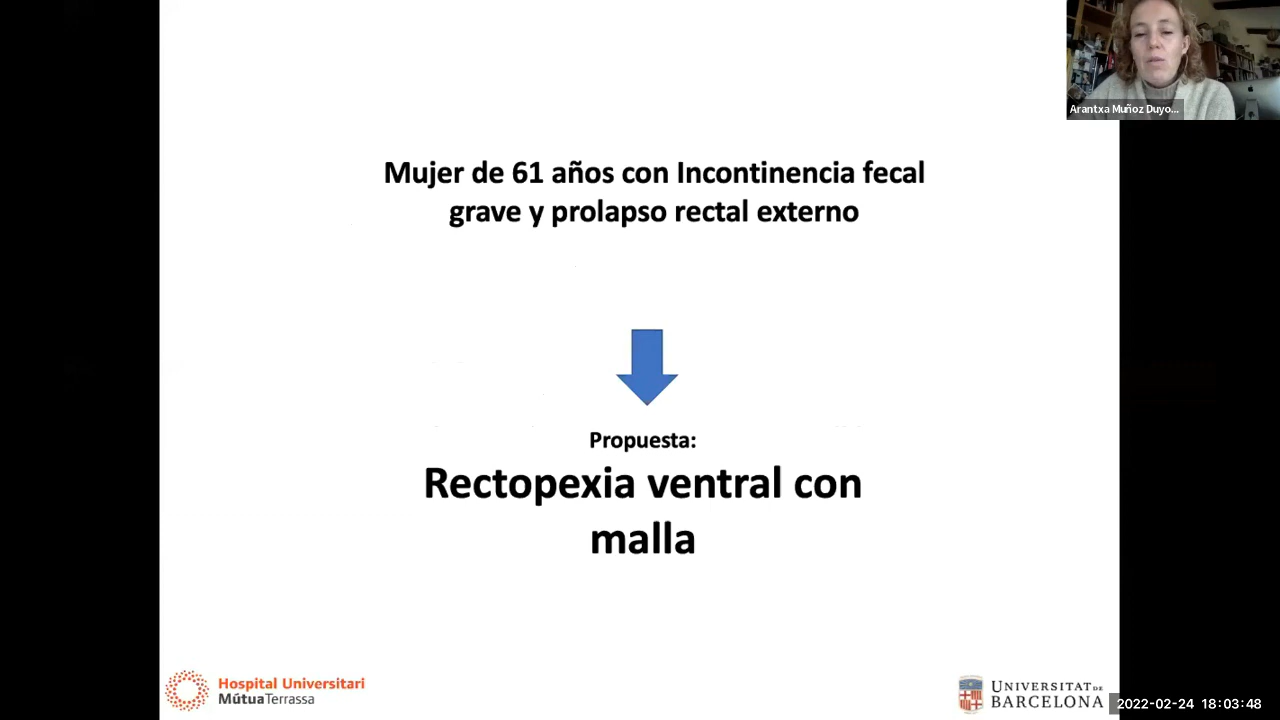 Arantxa Muñoz Duyo...
Mujer de 61 años con Incontinencia fecal
grave y prolapso rectal externo
Propuesta:
Rectopexia ventral con
malla
Hospital Universitari
MútuaTerrassa
UNIVERSITAT DE
BARCELONA
2022-02-24 18:03:48